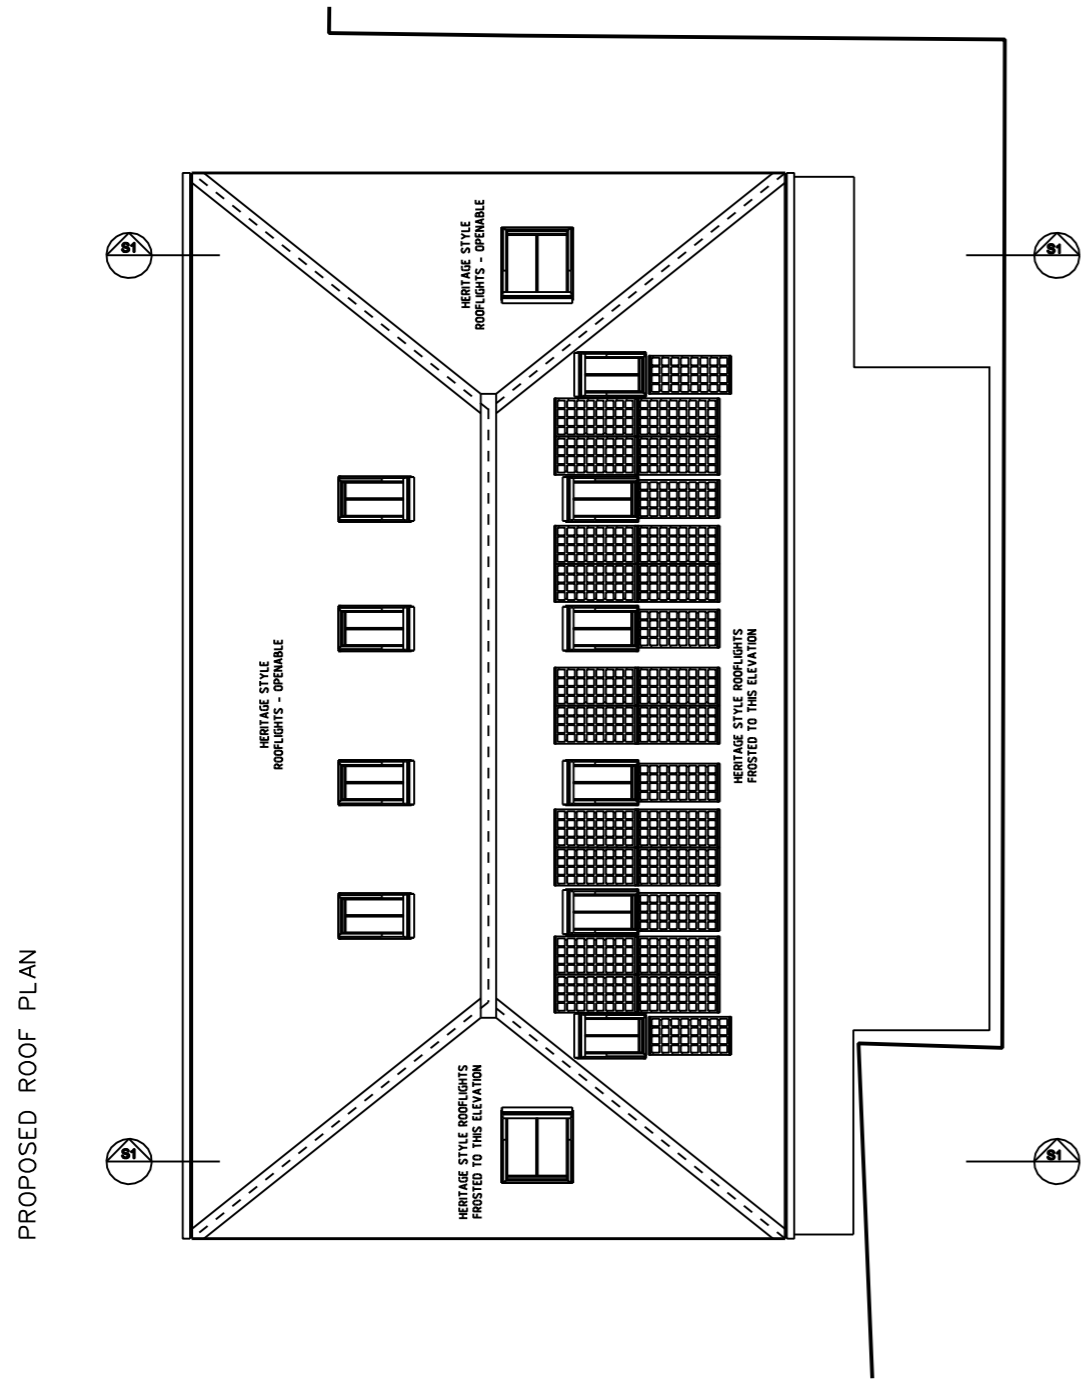 PROPOSED ROOF PLAN
S1
S1
HERITAGE STYLE
ROOFLIGHTS - OPENABLE
HERITAGE STYLE
ROOFLIGHTS - OPENABLE
HERITAGE STYLE ROOFLIGHTS
FROSTED TO THIS ELEVATION
HERITAGE STYLE ROOFLIGHTS
FROSTED TO THIS ELEVATION
S1
S1